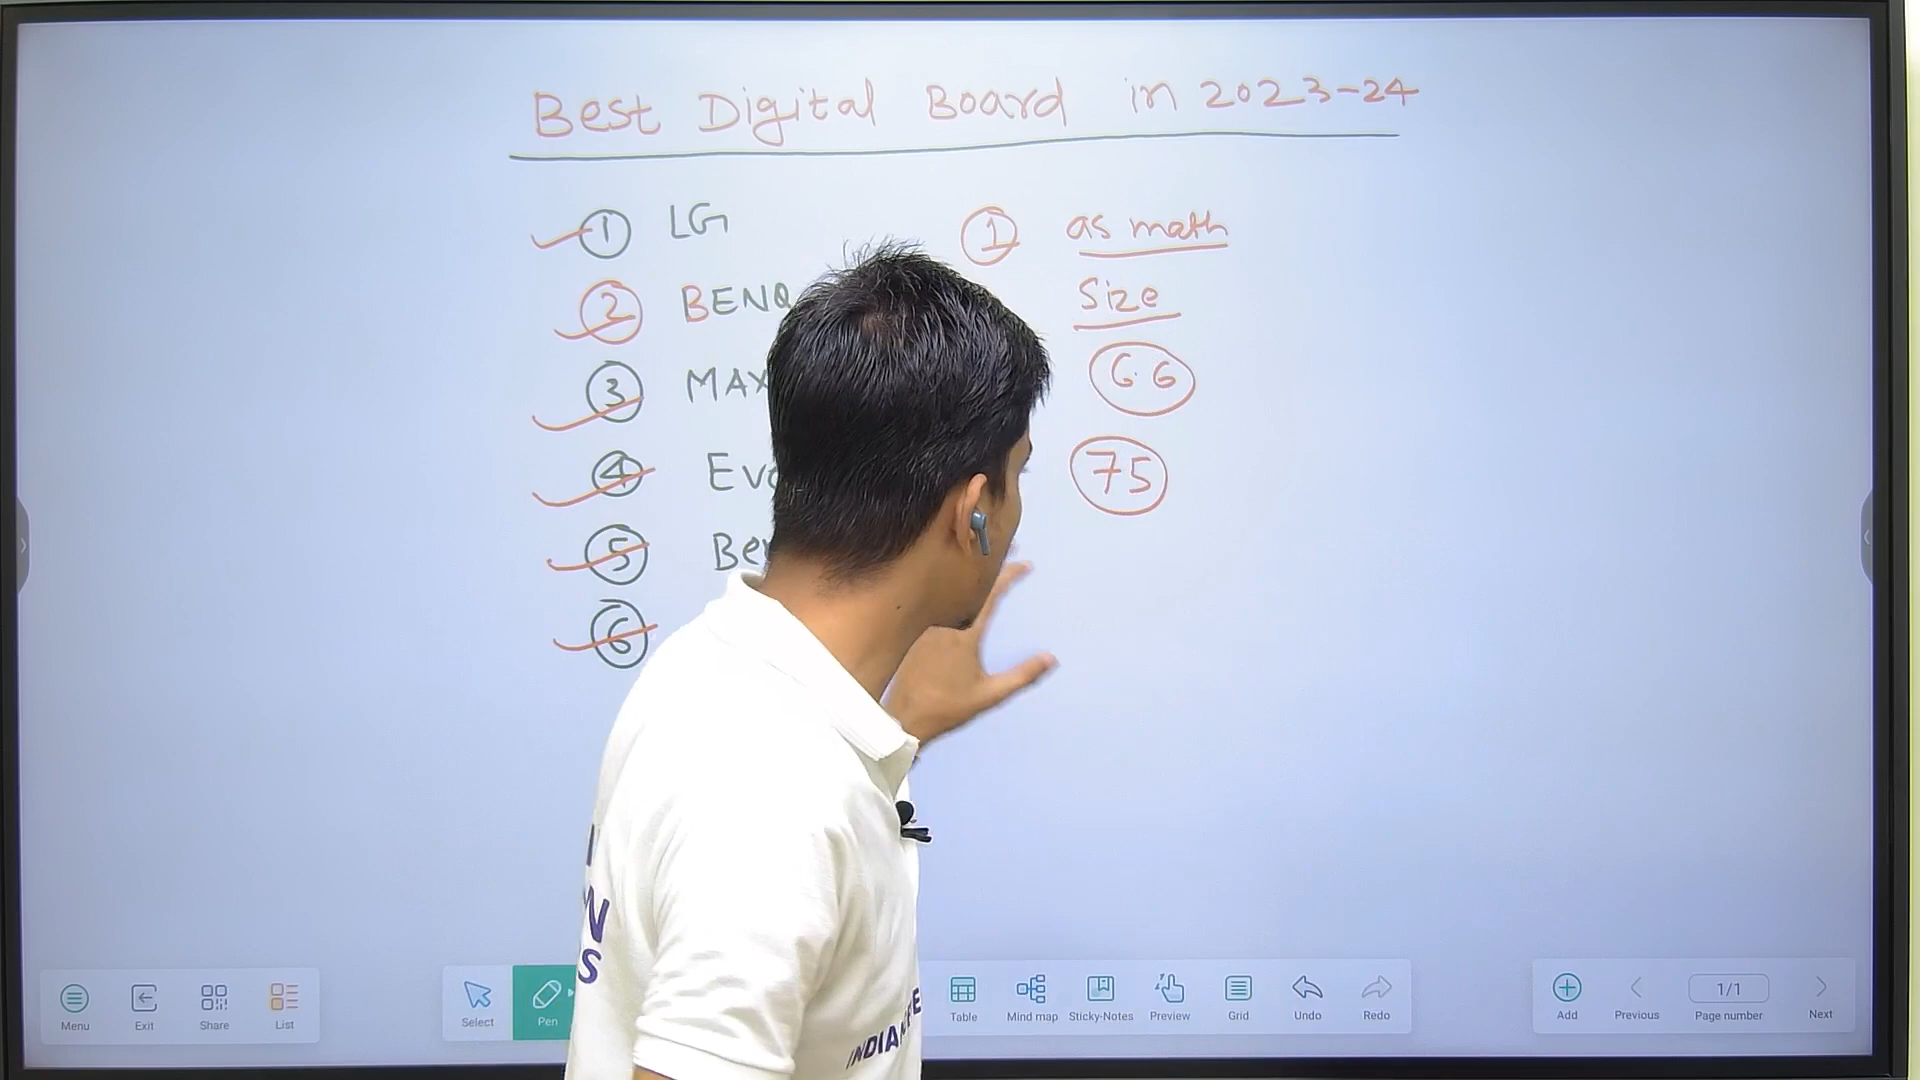 Best Digital Board in 2023-24
① LG
② BENQ
③ MAX
④
⑤
⑥
① as math
Size
6.6
75
INDIA
Menu
Exit
Share
List
Select
Pen
Table
Mind map
Sticky-Notes
Preview
Grid
Undo
Redo
Add
Previous
1/1
Page number
Next